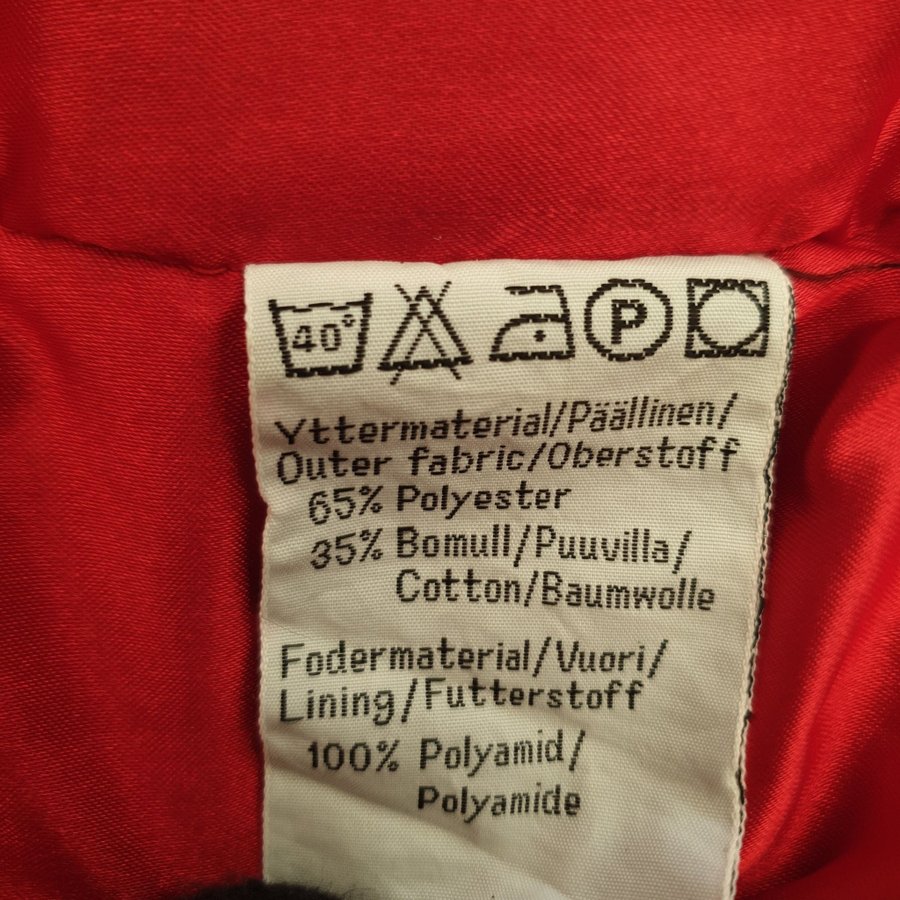 40°
P
Yttermaterial/Päällinen/
Outer fabric/Oberstoff
65% Polyester
35% Bomull/Puuvilla/
Cotton/Baumwolle
Fodermaterial/Vuori/
Lining/Futterstoff
100% Polyamid/
Polyamide